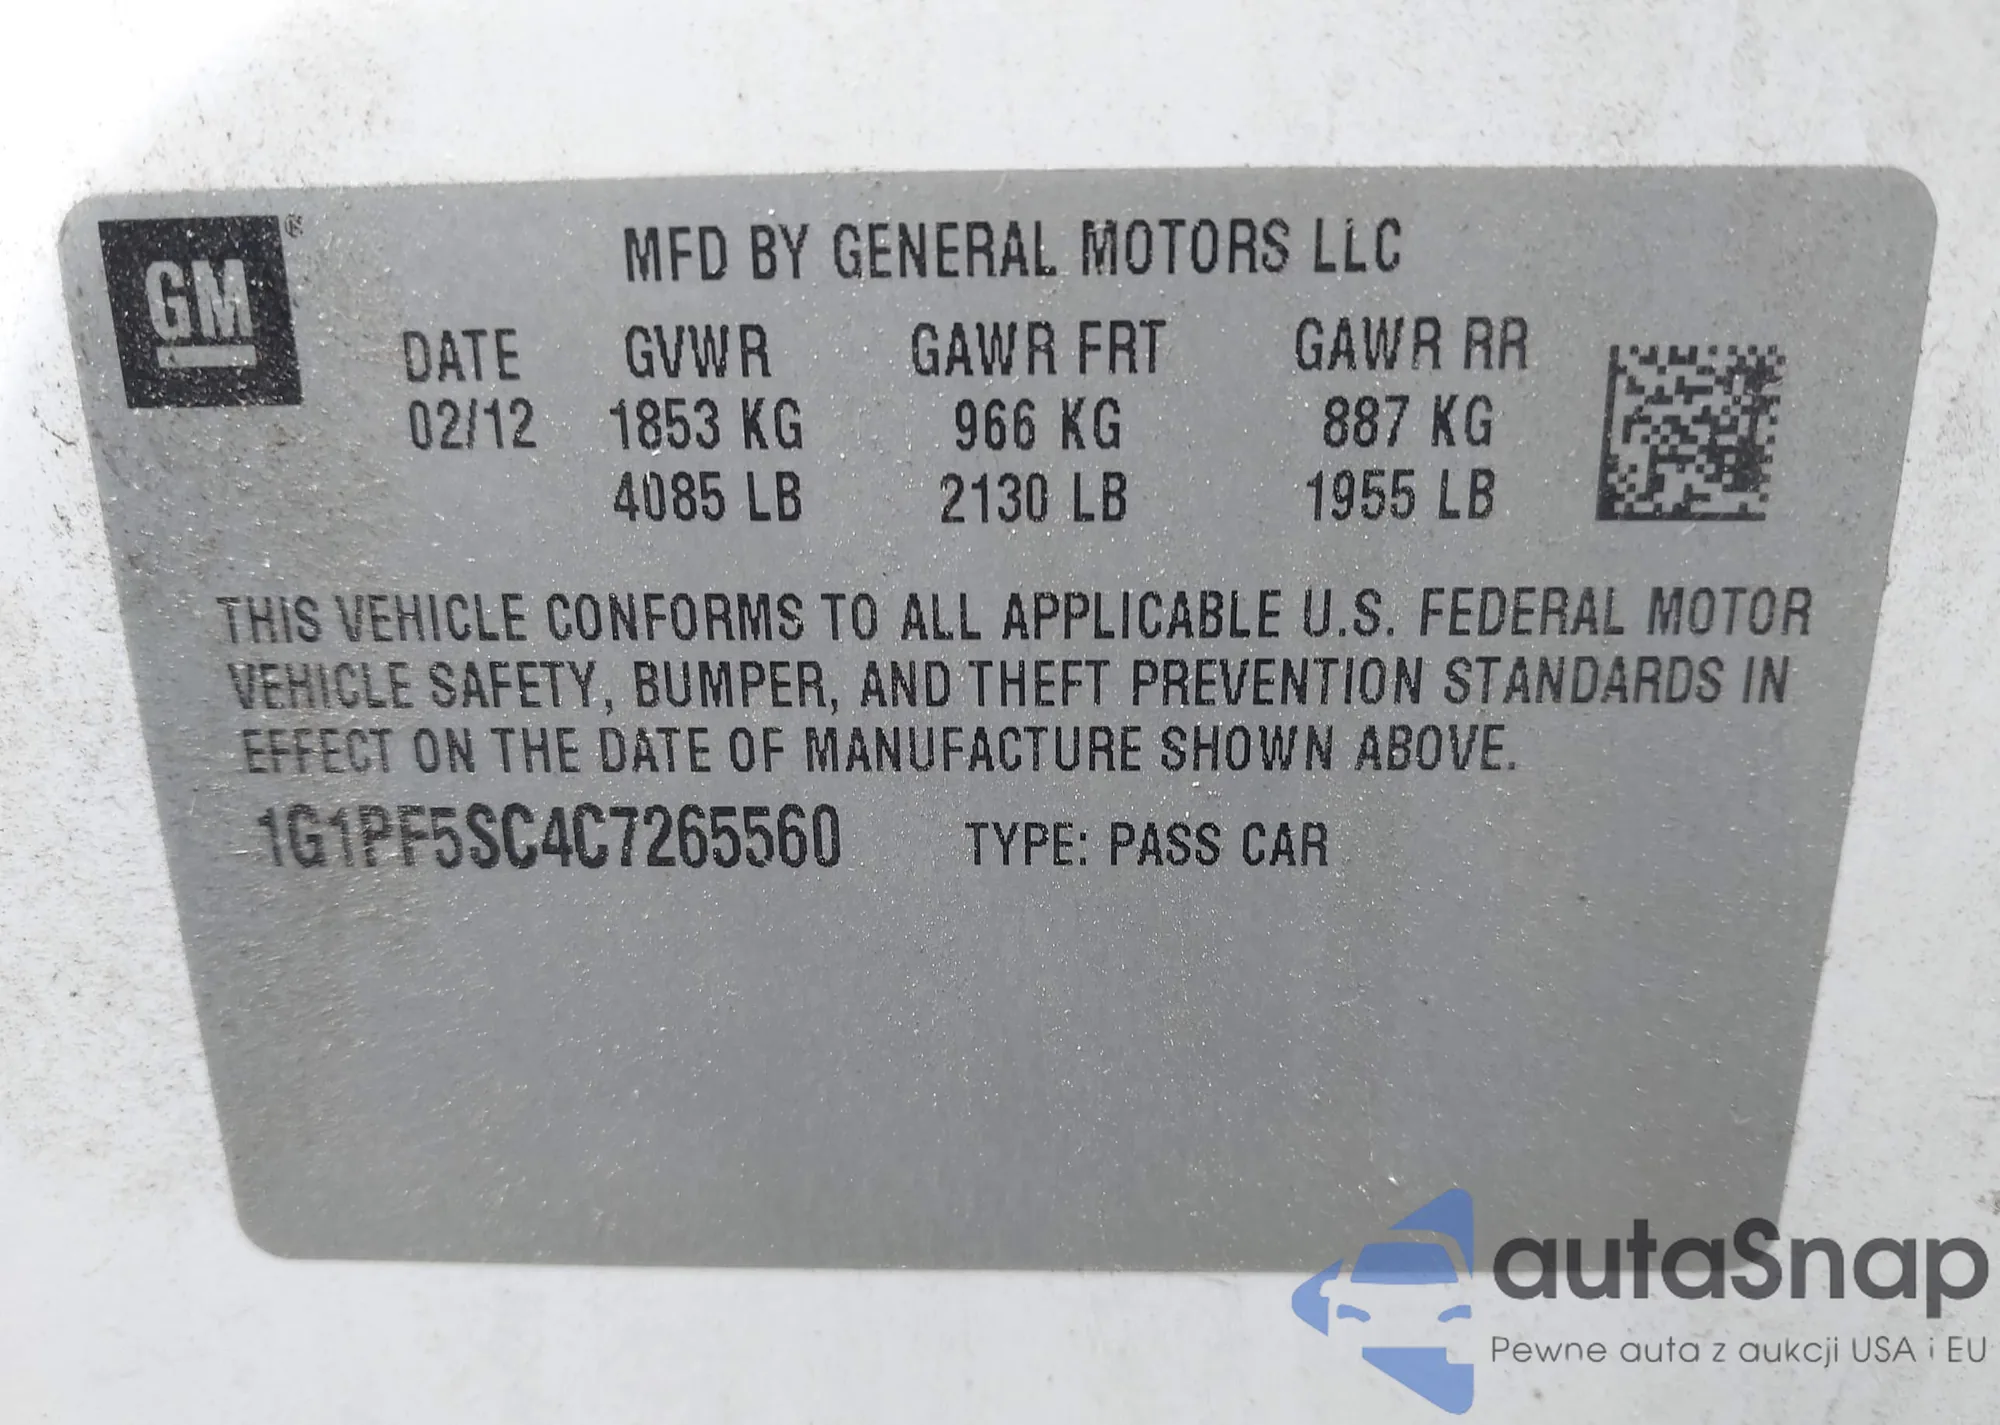 GM ®
MFD BY GENERAL MOTORS LLC
DATE GVWR GAWR FRT GAWR RR
02/12 1853 KG 966 KG 887 KG
4085 LB 2130 LB 1955 LB
THIS VEHICLE CONFORMS TO ALL APPLICABLE U.S. FEDERAL MOTOR
VEHICLE SAFETY, BUMPER, AND THEFT PREVENTION STANDARDS IN
EFFECT ON THE DATE OF MANUFACTURE SHOWN ABOVE.
1G1PF5SC4C7265560 TYPE: PASS CAR
autaSnap
Pewne auta z aukcji USA i EU